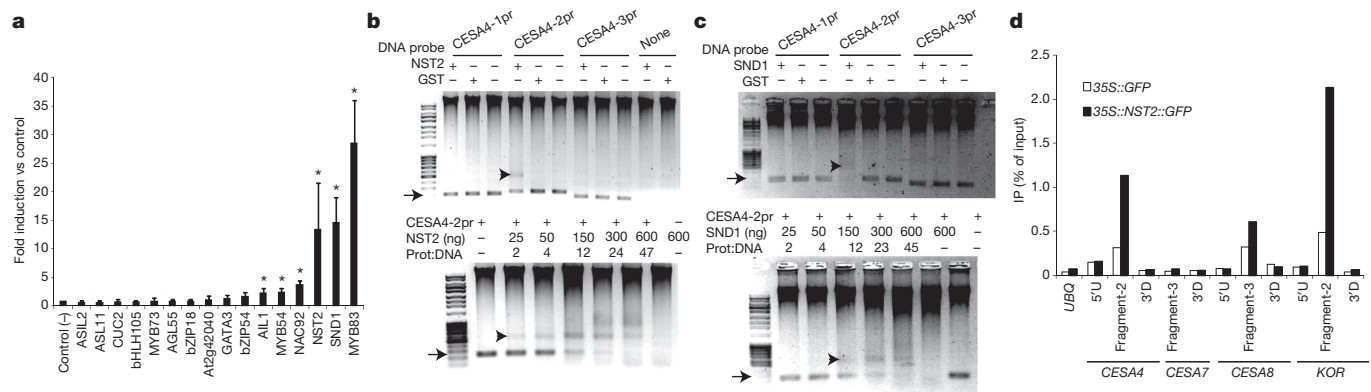 a
Fold induction vs control
40
35
30
25
20
15
10
5
0
Control (–)
ASIL2
ASL11
CUC2
bHLH105
MYB73
AGL55
bZIP18
At2g42040
GATA3
bZIP54
AIL1
MYB54
NAC92
NST2
SND1
MYB83
* * * * * *
b
DNA probe CESA4-1pr CESA4-2pr CESA4-3pr None
NST2 + – – + – – + – – + –
GST – + – – + – – + – – +
CESA4-2pr + + + + + + –
NST2 (ng) – 25 50 150 300 600 600
Prot:DNA – 2 4 12 24 47 –
c
DNA probe CESA4-1pr CESA4-2pr CESA4-3pr
SND1 + – – + – – + – –
GST – + – – + – – + –
CESA4-2pr + + + + + – +
SND1 (ng) 25 50 150 300 600 600 –
Prot:DNA 2 4 12 23 45 – –
d
IP (% of input)
2.5
2.0
1.5
1.0
0.5
0
35S::GFP
35S::NST2::GFP
UBQ
5′U
Fragment-2
3′D
Fragment-1
3′D
5′U
Fragment-3
3′D
5′U
Fragment-2
3′D
CESA4 CESA7 CESA8 KOR